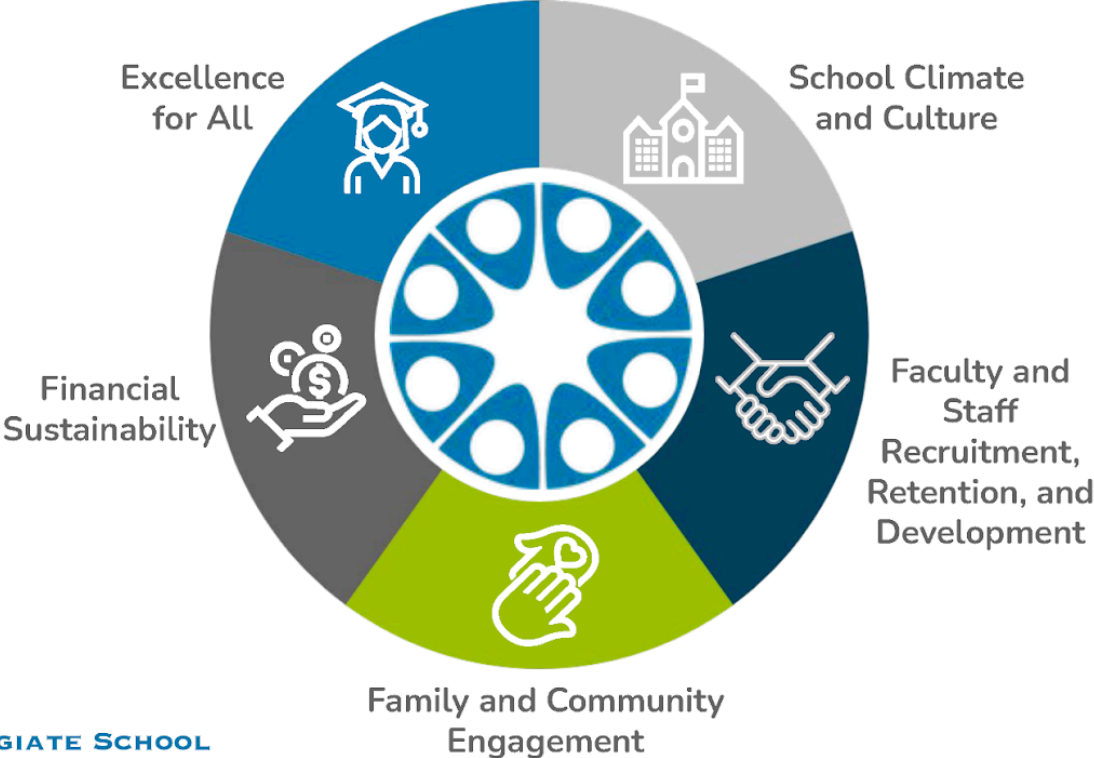 Excellence
for All
School Climate
and Culture
Financial
Sustainability
$
Faculty and
Staff
Recruitment,
Retention, and
Development
Family and Community
Engagement
GIATE SCHOOL